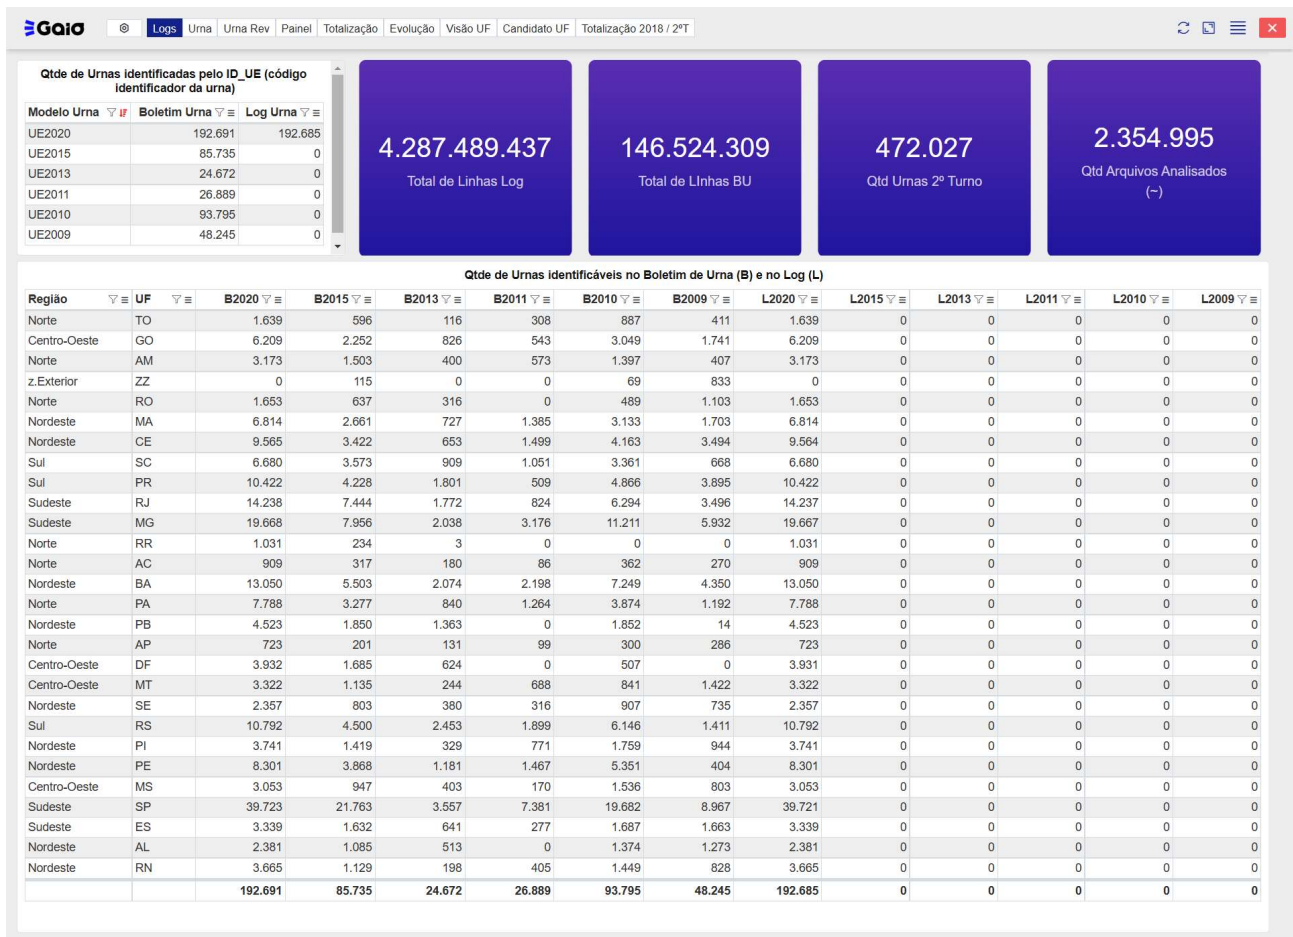 Gaio Logs Urna Urna Rev Painel Totalização Evolução Visão UF Candidato UF Totalização 2018 / 2ºT
Qtde de Urnas identificadas pelo ID_UE (código
identificador da urna)
Modelo Urna Boletim Urna Log Urna
UE2020 192.691 192.685
UE2015 85.735 0
UE2013 24.672 0
UE2011 26.889 0
UE2010 93.795 0
UE2009 48.245 0
4.287.489.437
Total de Linhas Log
146.524.309
Total de LInhas BU
472.027
Qtd Urnas 2º Turno
2.354.995
Qtd Arquivos Analisados
(~)
Qtde de Urnas identificáveis no Boletim de Urna (B) e no Log (L)
Região UF B2020 B2015 B2013 B2011 B2010 B2009 L2020 L2015 L2013 L2011 L2010 L2009
Norte TO 1.639 596 116 308 887 411 1.639 0 0 0 0 0
Centro-Oeste GO 6.209 2.252 826 543 3.049 1.741 6.209 0 0 0 0 0
Norte AM 3.173 1.503 400 573 1.397 407 3.173 0 0 0 0 0
z.Exterior ZZ 0 115 0 0 69 833 0 0 0 0 0 0
Norte RO 1.653 637 316 0 489 1.103 1.653 0 0 0 0 0
Nordeste MA 6.814 2.661 727 1.385 3.133 1.703 6.814 0 0 0 0 0
Nordeste CE 9.565 3.422 653 1.499 4.163 3.494 9.564 0 0 0 0 0
Sul SC 6.680 3.573 909 1.051 3.361 668 6.680 0 0 0 0 0
Sul PR 10.422 4.228 1.801 509 4.866 3.895 10.422 0 0 0 0 0
Sudeste RJ 14.238 7.444 1.772 824 6.294 3.496 14.237 0 0 0 0 0
Sudeste MG 19.668 7.956 2.038 3.176 11.211 5.932 19.667 0 0 0 0 0
Norte RR 1.031 234 3 0 0 0 1.031 0 0 0 0 0
Norte AC 909 317 180 86 362 270 909 0 0 0 0 0
Nordeste BA 13.050 5.503 2.074 2.198 7.249 4.350 13.050 0 0 0 0 0
Norte PA 7.788 3.277 840 1.264 3.874 1.192 7.788 0 0 0 0 0
Nordeste PB 4.523 1.850 1.363 0 1.852 14 4.523 0 0 0 0 0
Norte AP 723 201 131 99 300 286 723 0 0 0 0 0
Centro-Oeste DF 3.932 1.685 624 0 507 0 3.931 0 0 0 0 0
Centro-Oeste MT 3.322 1.135 244 688 841 1.422 3.322 0 0 0 0 0
Nordeste SE 2.357 803 380 316 907 735 2.357 0 0 0 0 0
Sul RS 10.792 4.500 2.453 1.899 6.146 1.411 10.792 0 0 0 0 0
Nordeste PI 3.741 1.419 329 771 1.759 944 3.741 0 0 0 0 0
Nordeste PE 8.301 3.868 1.181 1.467 5.351 404 8.301 0 0 0 0 0
Centro-Oeste MS 3.053 947 403 170 1.536 803 3.053 0 0 0 0 0
Sudeste SP 39.723 21.763 3.557 7.381 19.682 8.967 39.721 0 0 0 0 0
Sudeste ES 3.339 1.632 641 277 1.687 1.663 3.339 0 0 0 0 0
Nordeste AL 2.381 1.085 513 0 1.374 1.273 2.381 0 0 0 0 0
Nordeste RN 3.665 1.129 198 405 1.449 828 3.665 0 0 0 0 0
192.691 85.735 24.672 26.889 93.795 48.245 192.685 0 0 0 0 0